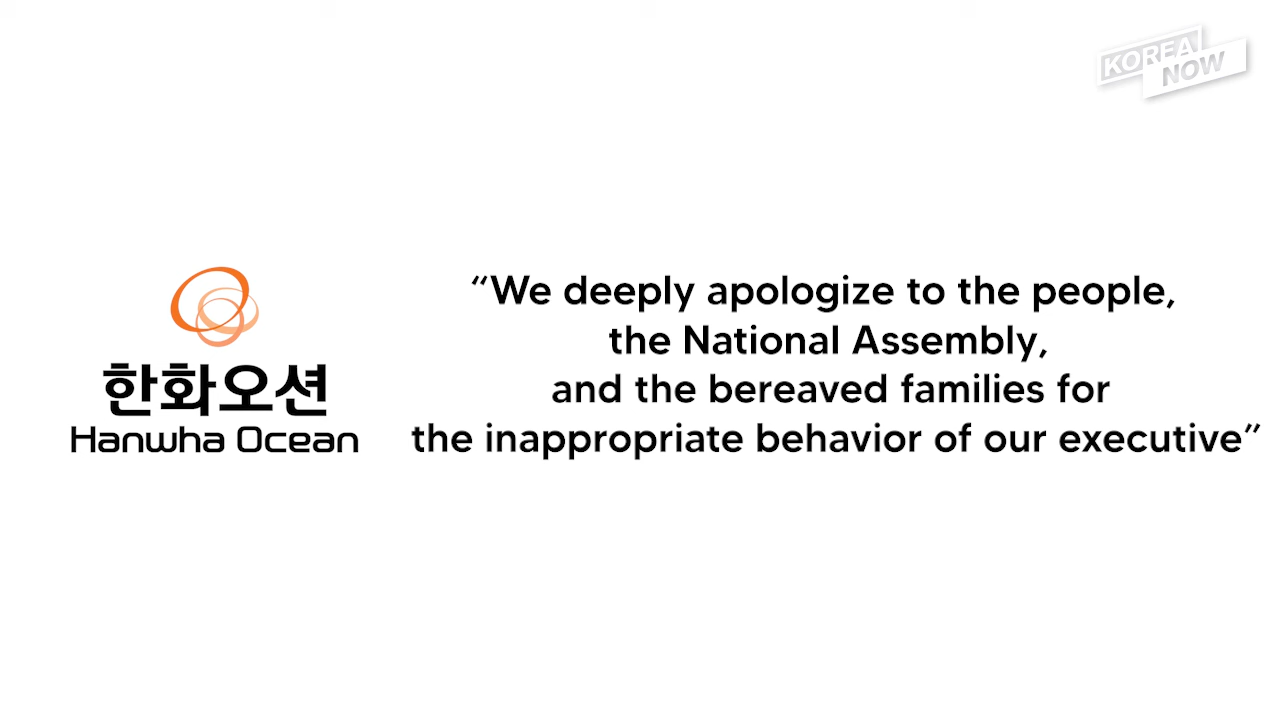 KOREA
NOW
한화오션
Hanwha Ocean
“We deeply apologize to the people,
the National Assembly,
and the bereaved families for
the inappropriate behavior of our executive”